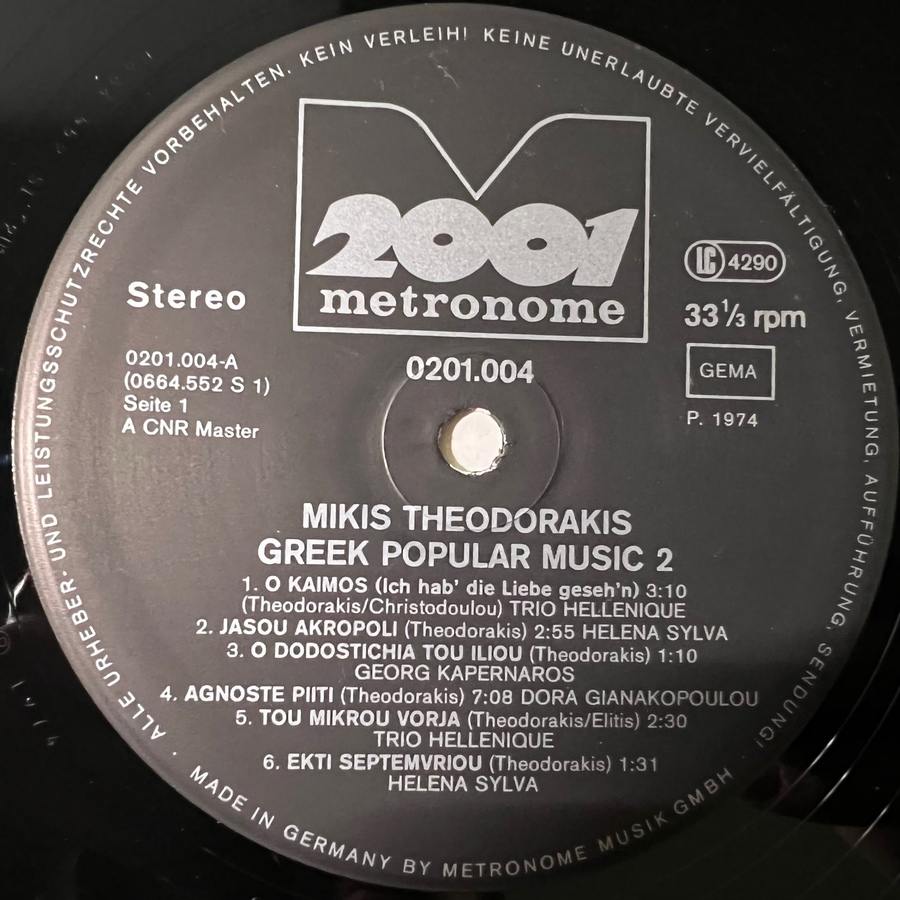 ALLE URHEBER- UND LEISTUNGSSCHUTZRECHTE VORBEHALTEN. KEIN VERLEIH! KEINE UNERLAUBTE VERVIELFÄLTIGUNG, VERMIETUNG, AUFFÜHRUNG, SENDUNG!
2001
metronome
Stereo
LC 4290
33 1/3 rpm
0201.004-A
(0664.552 S 1)
Seite 1
A CNR Master
0201.004
GEMA
P. 1974
MIKIS THEODORAKIS
GREEK POPULAR MUSIC 2
1. O KAIMOS (Ich hab' die Liebe geseh'n) 3:10
(Theodorakis/Christodoulou) TRIO HELLENIQUE
2. JASOU AKROPOLI (Theodorakis) 2:55 HELENA SYLVA
3. O DODOSTICHIA TOU ILIOU (Theodorakis) 1:10
GEORG KAPERNAROS
4. AGNOSTE PIITI (Theodorakis) 7:08 DORA GIANAKOPOULOU
5. TOU MIKROU VORJA (Theodorakis/Elitis) 2:30
TRIO HELLENIQUE
6. EKTI SEPTEMVRIOU (Theodorakis) 1:31
HELENA SYLVA
MADE IN GERMANY BY METRONOME MUSIK GMBH